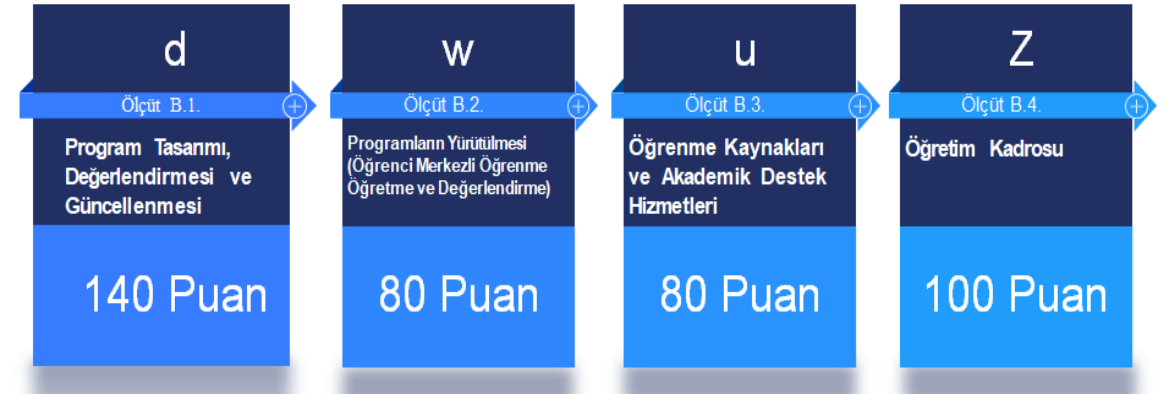 d
Ölçüt B.1.
Program Tasarımı,
Değerlendirmesi ve
Güncellenmesi
140 Puan
w
Ölçüt B.2.
Programların Yürütülmesi
(Öğrenci Merkezli Öğrenme
Öğretme ve Değerlendirme)
80 Puan
u
Ölçüt B.3.
Öğrenme Kaynakları
ve Akademik Destek
Hizmetleri
80 Puan
Z
Ölçüt B.4.
Öğretim Kadrosu
100 Puan